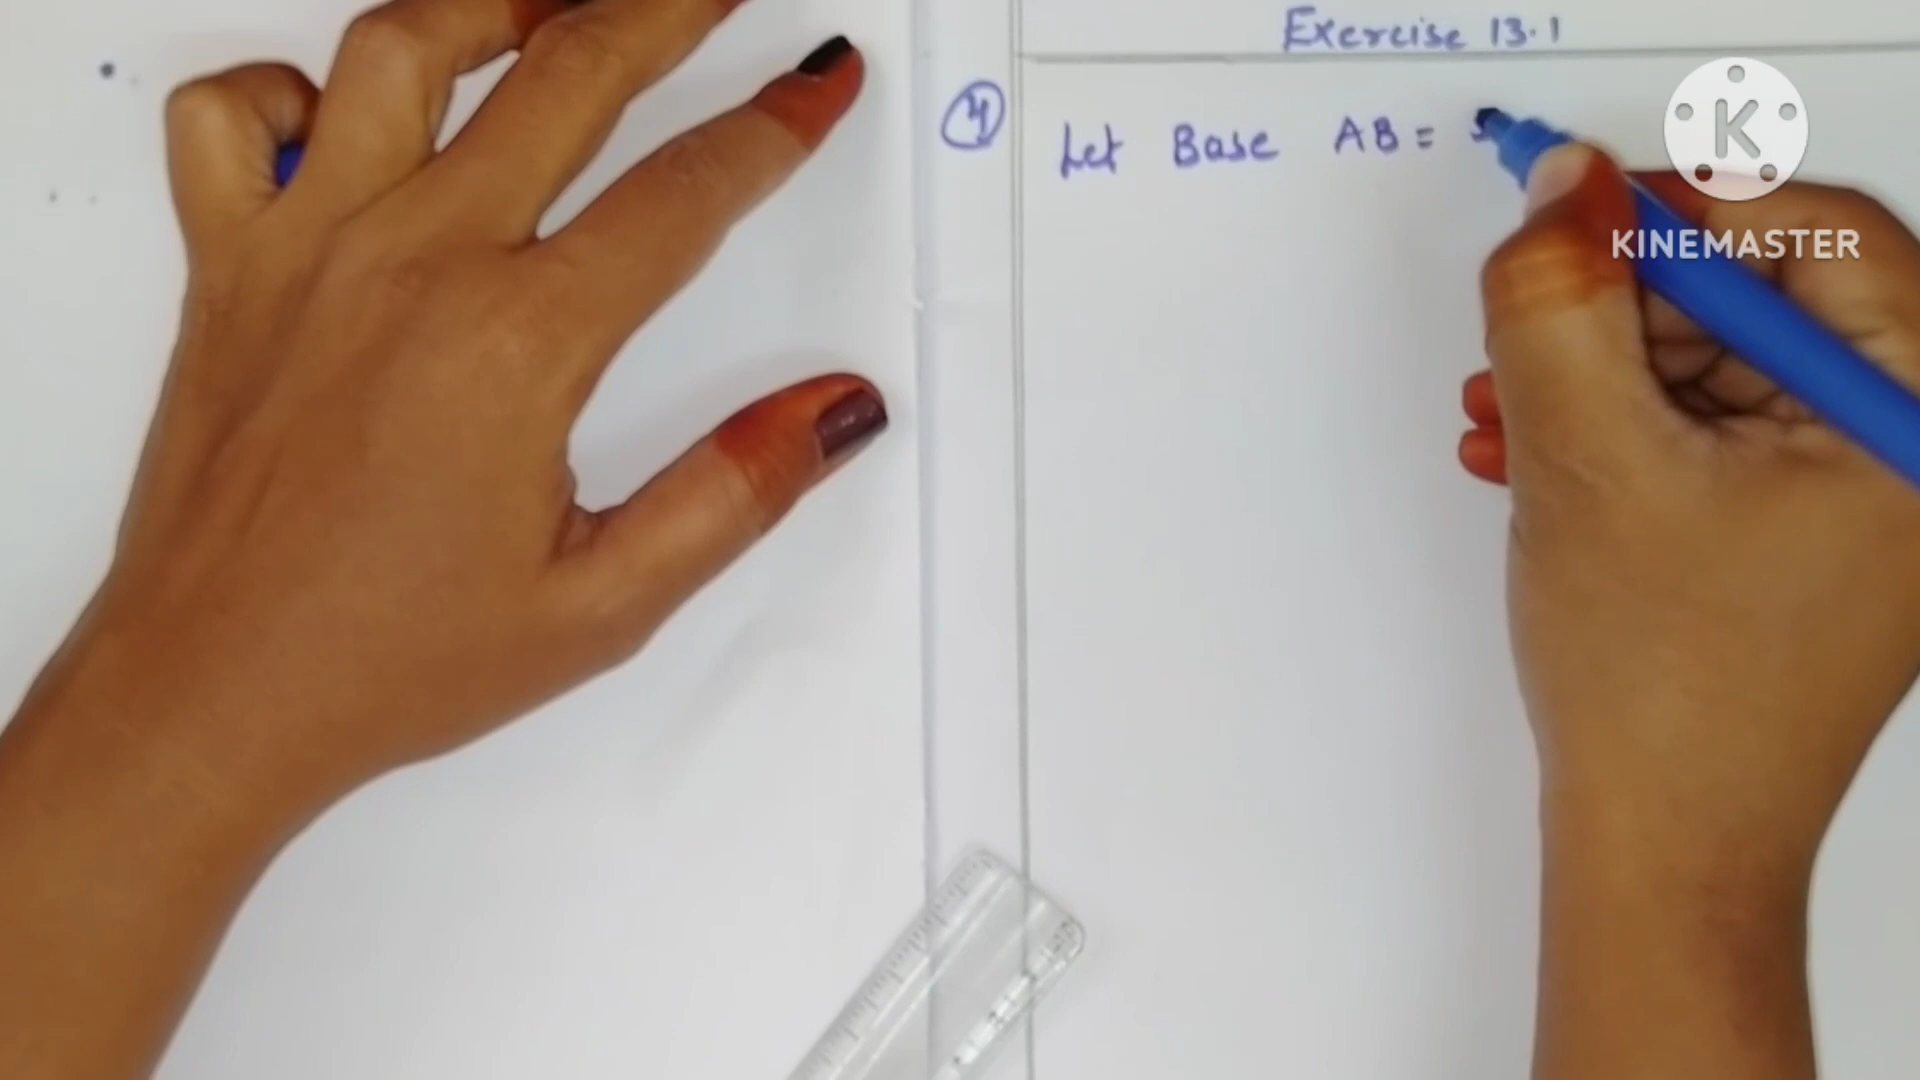 Exercise 13.1
4 Let Base AB =
K
KINEMASTER